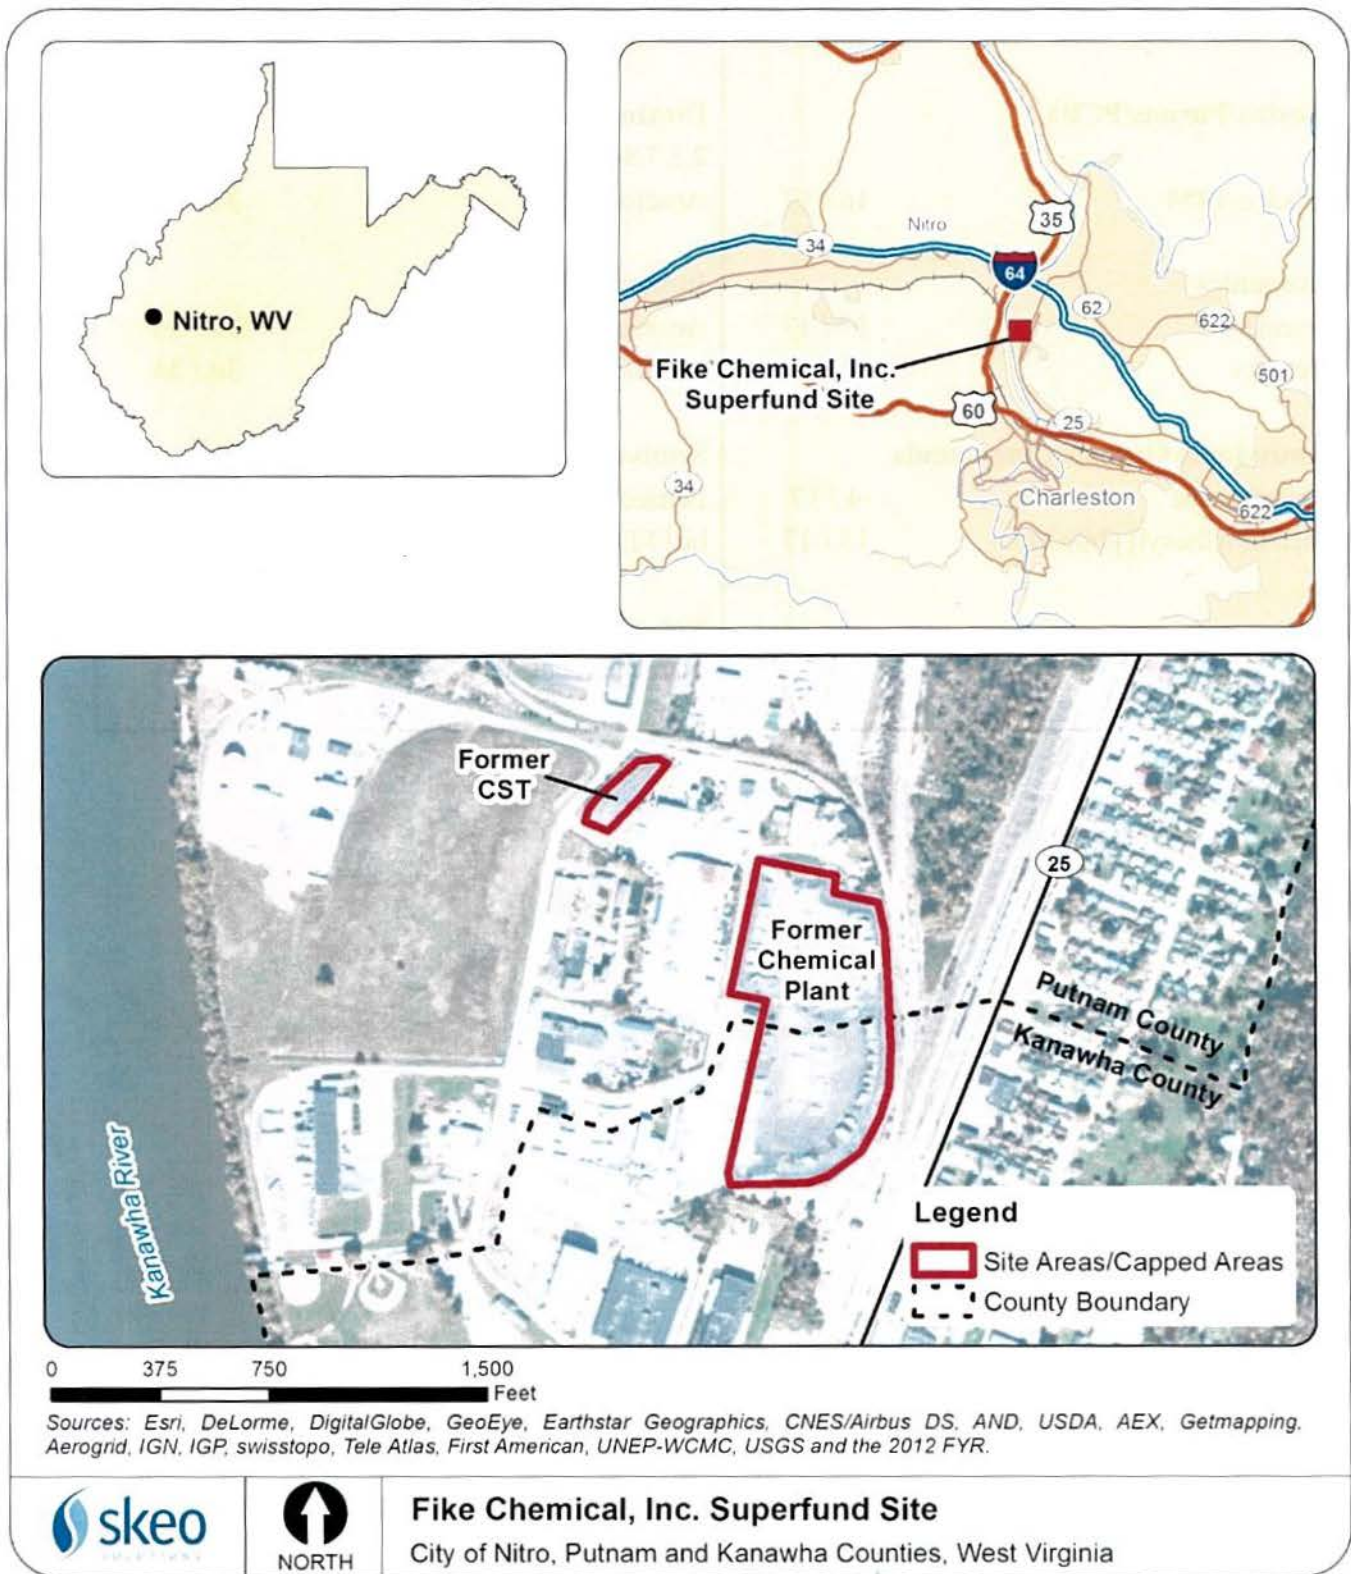 Nitro, WV
Nitro
34
35
64
62
622
501
Fike Chemical, Inc.
Superfund Site
60
25
34
Charleston
622
Former
CST
25
Former
Chemical
Plant
Putnam County
Kanawha County
Kanawha River
Legend
Site Areas/Capped Areas
County Boundary
0 375 750 1,500
Feet
Sources: Esri, DeLorme, DigitalGlobe, GeoEye, Earthstar Geographics, CNES/Airbus DS, AND, USDA, AEX, Getmapping,
Aerogrid, IGN, IGP, swisstopo, Tele Atlas, First American, UNEP-WCMC, USGS and the 2012 FYR.
skeo
NORTH
Fike Chemical, Inc. Superfund Site
City of Nitro, Putnam and Kanawha Counties, West Virginia